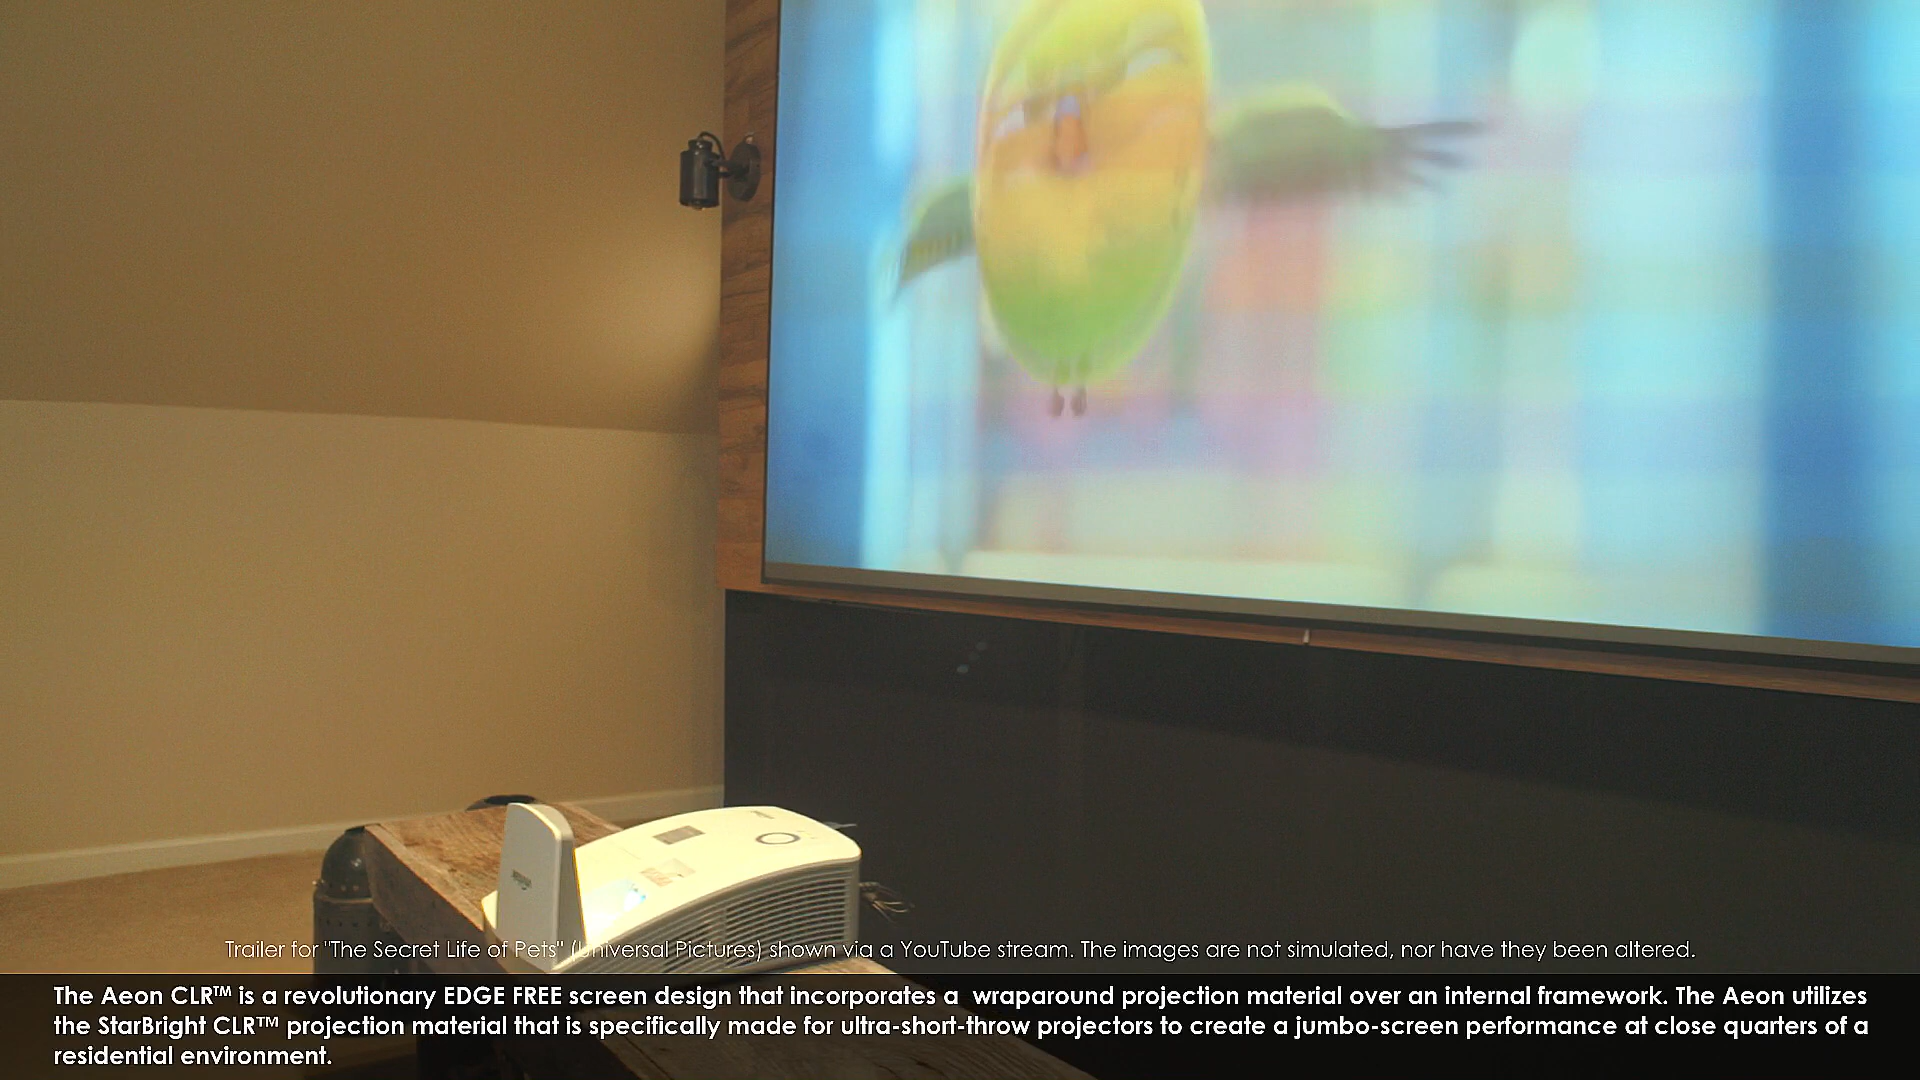 Trailer for "The Secret Life of Pets" (Universal Pictures) shown via a YouTube stream. The images are not simulated, nor have they been altered.
The Aeon CLR™ is a revolutionary EDGE FREE screen design that incorporates a  wraparound projection material over an internal framework. The Aeon utilizes
the StarBright CLR™ projection material that is specifically made for ultra-short-throw projectors to create a jumbo-screen performance at close quarters of a
residential environment.